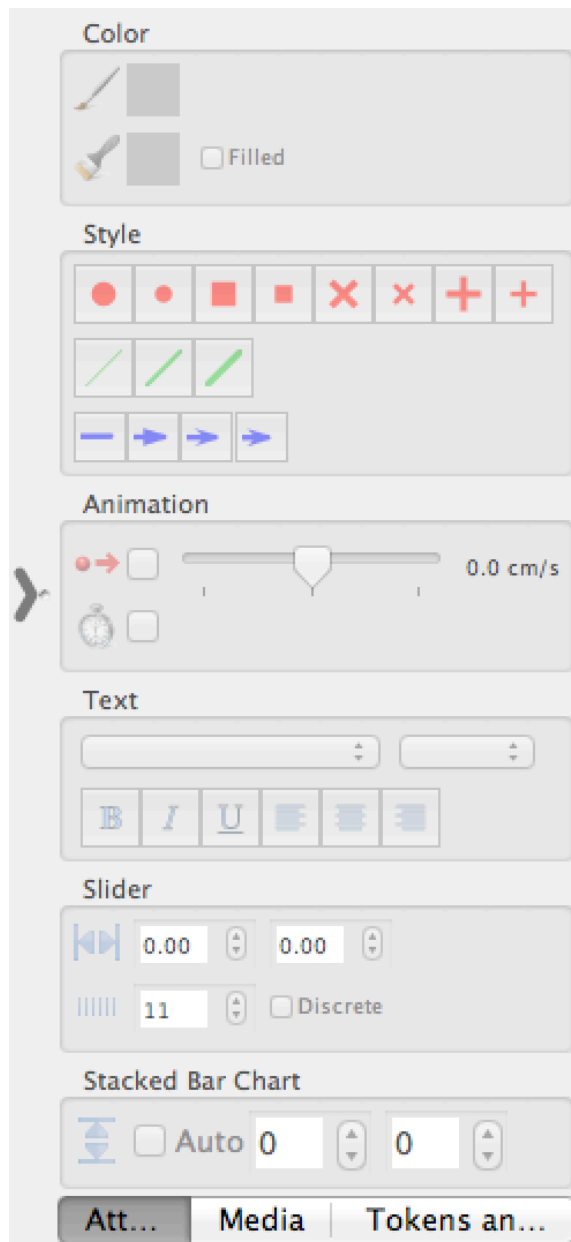 Color
Filled
Style
Animation
0.0 cm/s
Text
B I U
Slider
0.00 0.00
11 Discrete
Stacked Bar Chart
Auto 0 0
Att... Media Tokens an...